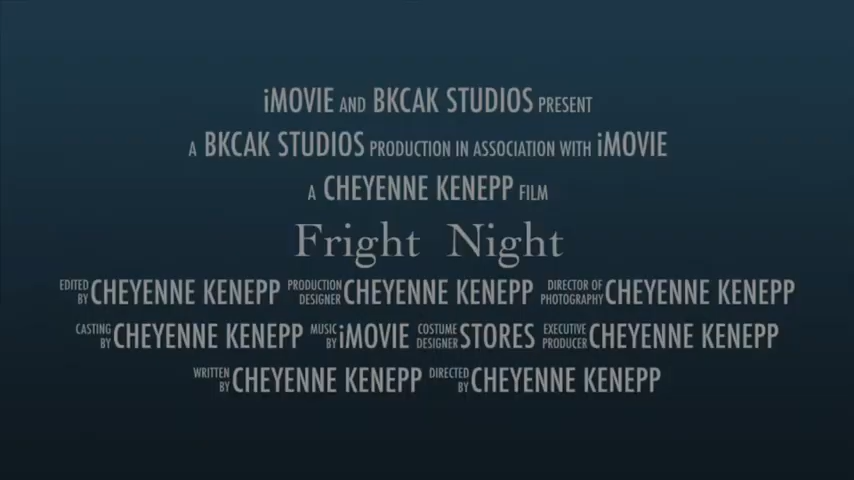 iMOVIE AND BKCAK STUDIOS PRESENT
A BKCAK STUDIOS PRODUCTION IN ASSOCIATION WITH iMOVIE
A CHEYENNE KENEPP FILM
Fright Night
EDITED BY CHEYENNE KENEPP PRODUCTION DESIGNER CHEYENNE KENEPP DIRECTOR OF PHOTOGRAPHY CHEYENNE KENEPP
CASTING BY CHEYENNE KENEPP MUSIC BY iMOVIE COSTUME DESIGNER STORES EXECUTIVE PRODUCER CHEYENNE KENEPP
WRITTEN BY CHEYENNE KENEPP DIRECTED BY CHEYENNE KENEPP